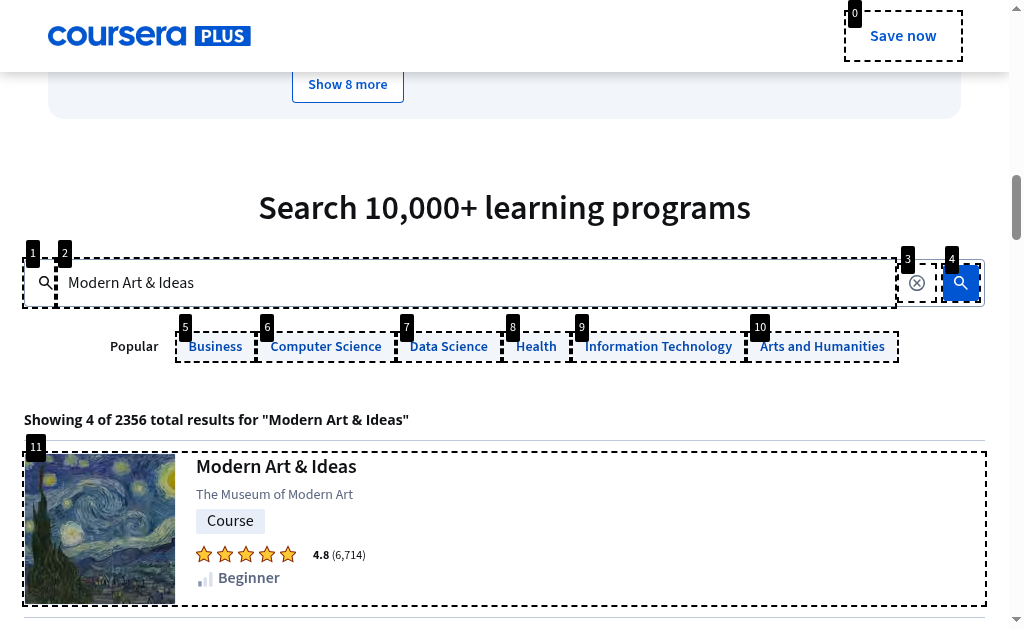 coursera PLUS
0
Save now
Show 8 more
Search 10,000+ learning programs
1
2
3
4
Modern Art & Ideas
5
6
7
8
9
10
Popular
Business
Computer Science
Data Science
Health
Information Technology
Arts and Humanities
Showing 4 of 2356 total results for "Modern Art & Ideas"
11
Modern Art & Ideas
The Museum of Modern Art
Course
4.8 (6,714)
Beginner